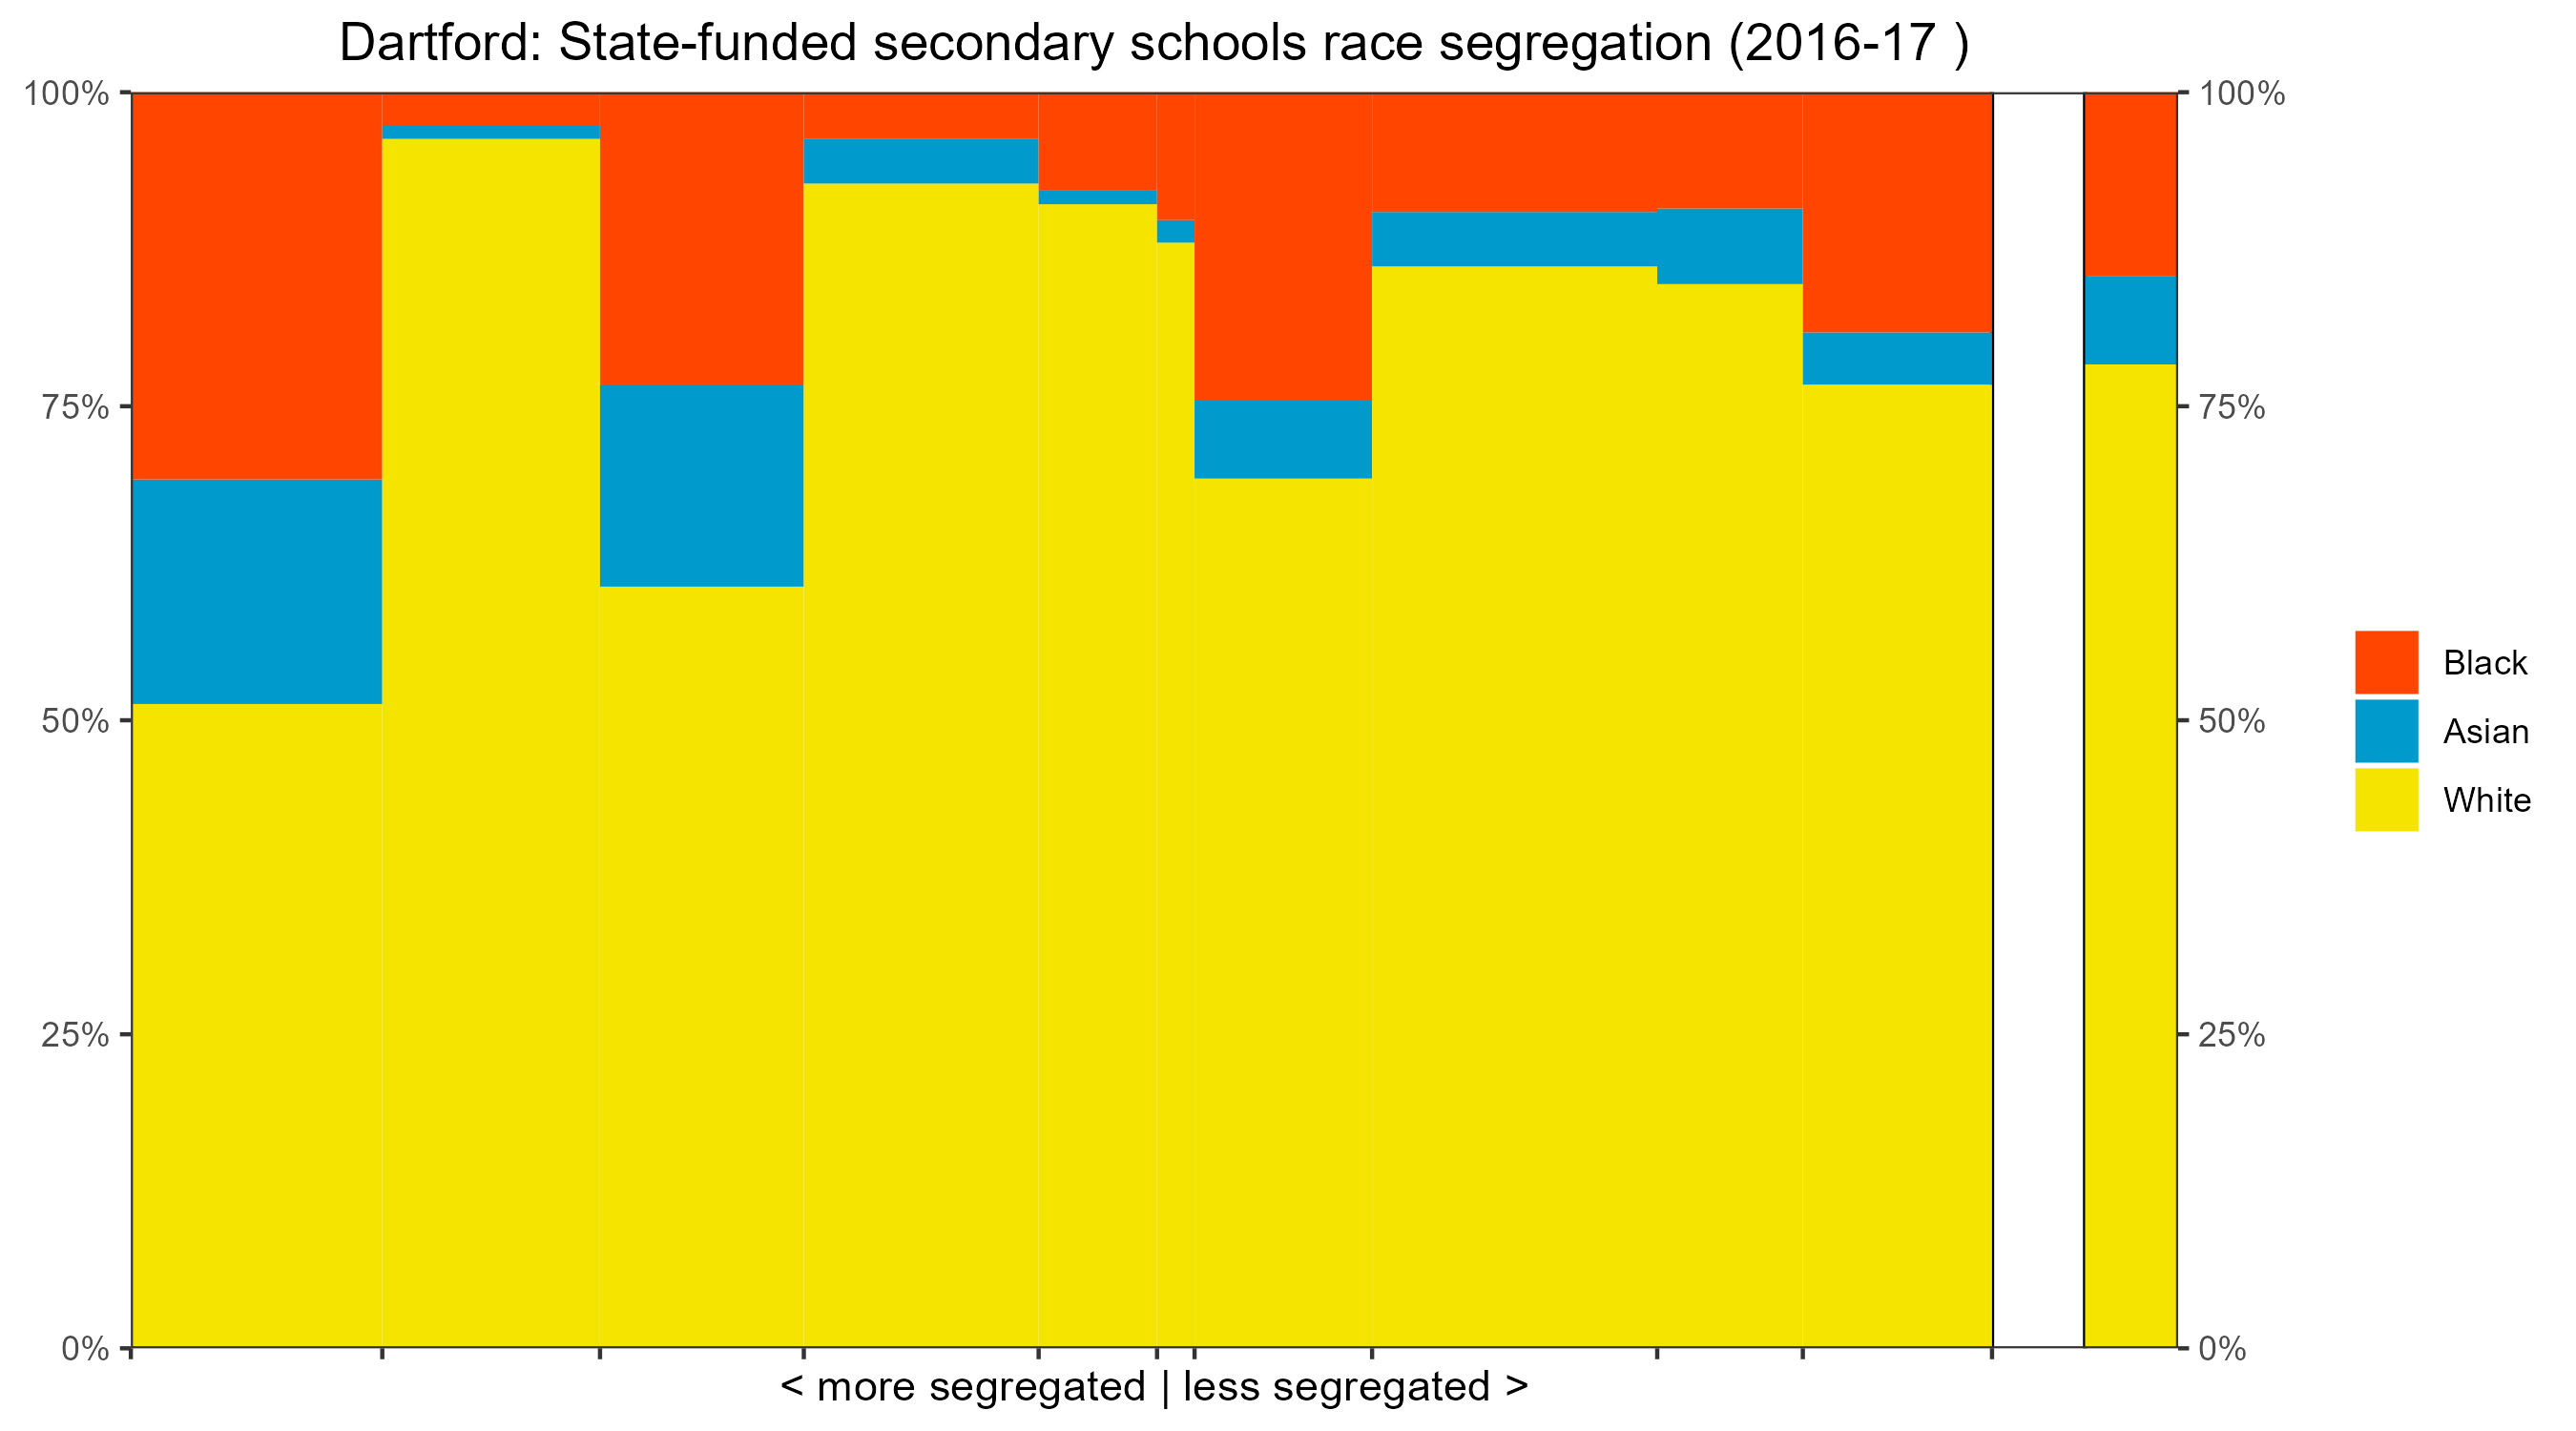 Dartford: State-funded secondary schools race segregation (2016-17 )
100%
75%
50%
25%
0%
100%
75%
50%
25%
0%
Black
Asian
White
< more segregated | less segregated >